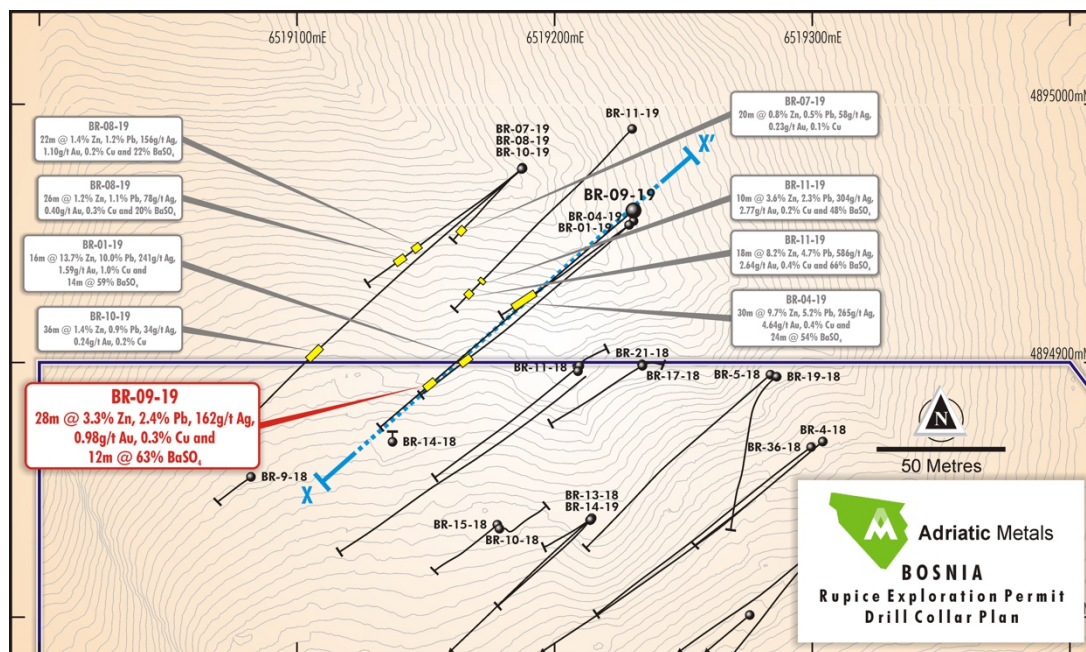 6519100mE
6519200mE
6519300mE
4895000mN
BR-08-19
22m @ 1.4% Zn, 1.2% Pb, 156g/t Ag,
1.10g/t Au, 0.2% Cu and 22% BaSO₄
BR-08-19
26m @ 1.2% Zn, 1.1% Pb, 78g/t Ag,
0.40g/t Au, 0.3% Cu and 20% BaSO₄
BR-01-19
16m @ 13.7% Zn, 10.0% Pb, 241g/t Ag,
1.59g/t Au, 1.0% Cu and
14m @ 59% BaSO₄
BR-10-19
36m @ 1.4% Zn, 0.9% Pb, 34g/t Ag,
0.24g/t Au, 0.2% Cu
BR-09-19
28m @ 3.3% Zn, 2.4% Pb, 162g/t Ag,
0.98g/t Au, 0.3% Cu and
12m @ 63% BaSO₄
BR-07-19
BR-08-19
BR-10-19
BR-11-19
X'
BR-09-19
BR-04-19
BR-01-19
BR-07-19
20m @ 0.8% Zn, 0.5% Pb, 58g/t Ag,
0.23g/t Au, 0.1% Cu
BR-11-19
10m @ 3.6% Zn, 2.3% Pb, 304g/t Ag,
2.77g/t Au, 0.2% Cu and 48% BaSO₄
BR-11-19
18m @ 8.2% Zn, 4.7% Pb, 586g/t Ag,
2.64g/t Au, 0.4% Cu and 66% BaSO₄
BR-04-19
30m @ 9.7% Zn, 5.2% Pb, 265g/t Ag,
4.64g/t Au, 0.4% Cu and
24m @ 54% BaSO₄
4894900mN
BR-21-18
BR-11-18
BR-17-18
BR-5-18
BR-19-18
BR-14-18
BR-4-18
BR-36-18
BR-9-18
X
BR-13-18
BR-14-19
BR-15-18
BR-10-18
N
50 Metres
Adriatic Metals
BOSNIA
Rupice Exploration Permit
Drill Collar Plan